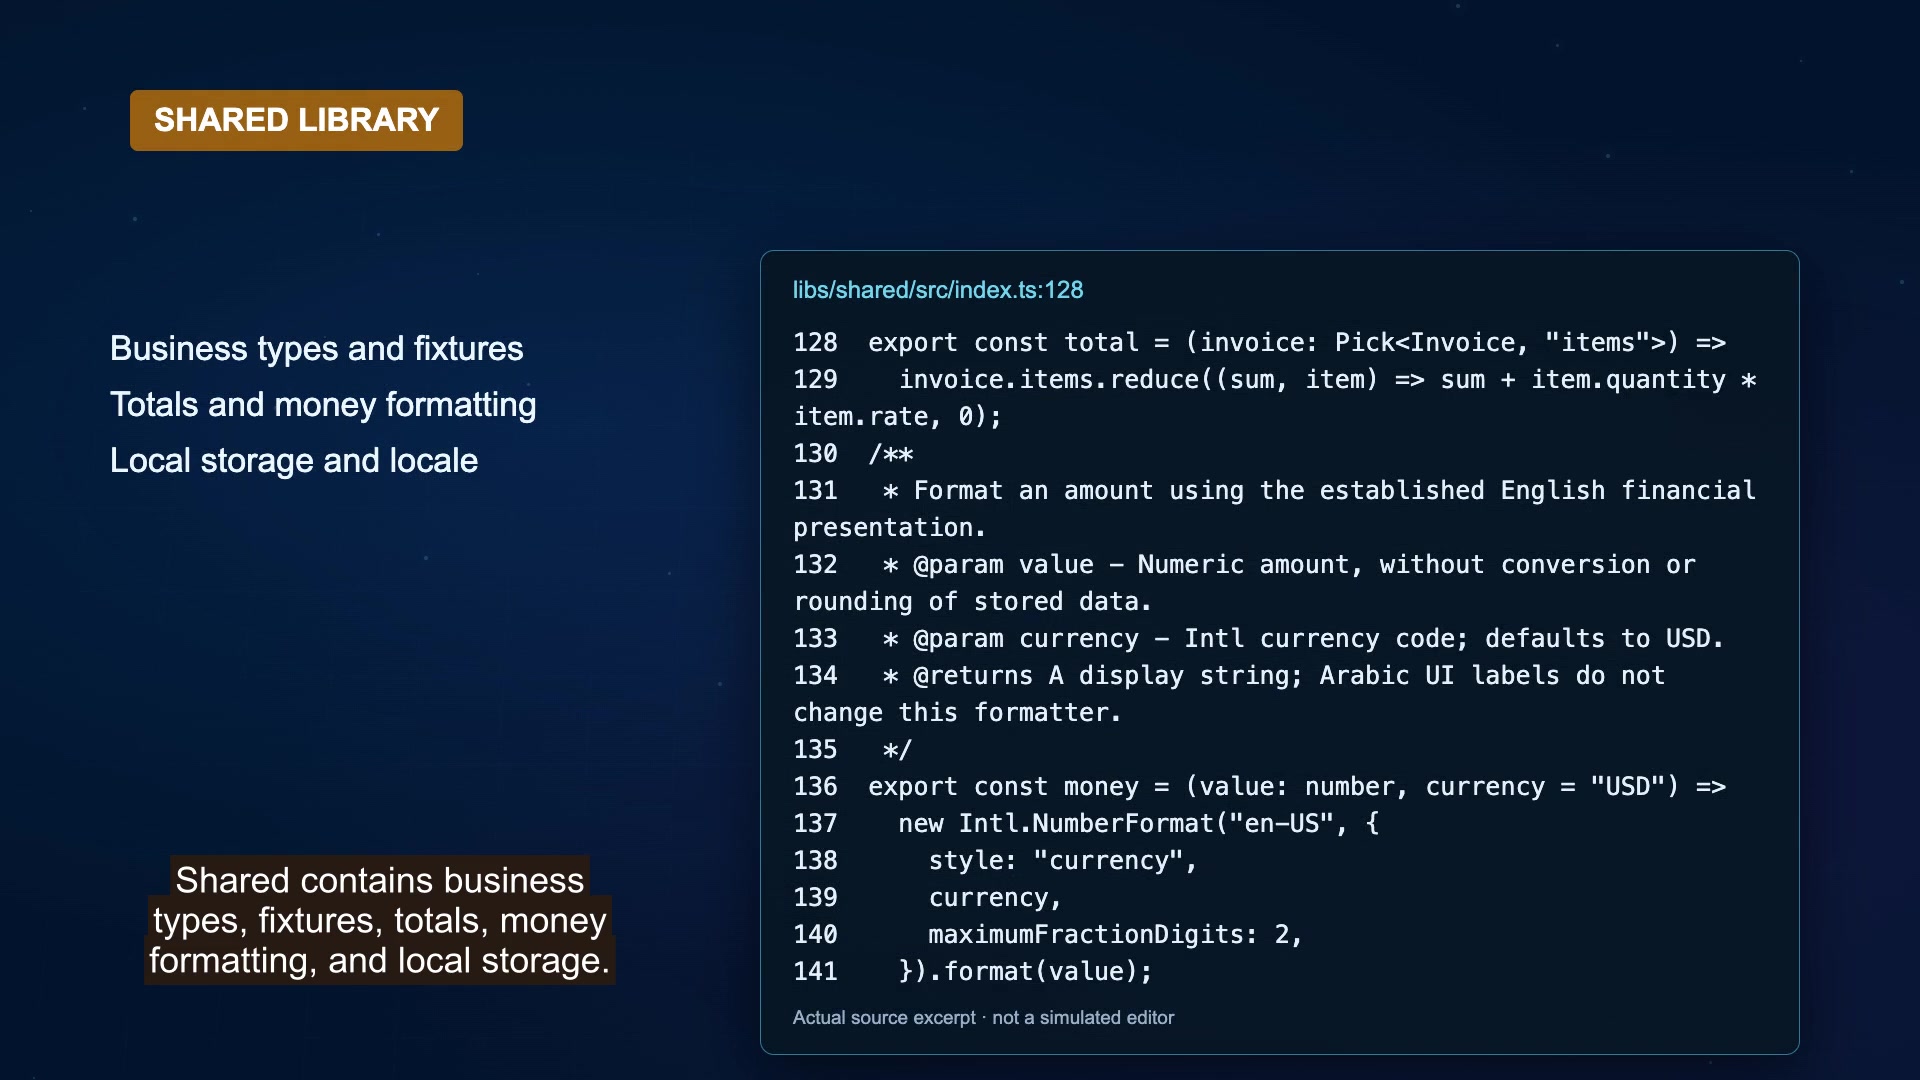 SHARED LIBRARY
Business types and fixtures
Totals and money formatting
Local storage and locale
Shared contains business
types, fixtures, totals, money
formatting, and local storage.
libs/shared/src/index.ts:128
128  export const total = (invoice: Pick<Invoice, "items">) =>
129    invoice.items.reduce((sum, item) => sum + item.quantity *
item.rate, 0);
130  /**
131   * Format an amount using the established English financial
presentation.
132   * @param value – Numeric amount, without conversion or
rounding of stored data.
133   * @param currency – Intl currency code; defaults to USD.
134   * @returns A display string; Arabic UI labels do not
change this formatter.
135   */
136  export const money = (value: number, currency = "USD") =>
137    new Intl.NumberFormat("en-US", {
138      style: "currency",
139      currency,
140      maximumFractionDigits: 2,
141    }).format(value);
Actual source excerpt · not a simulated editor